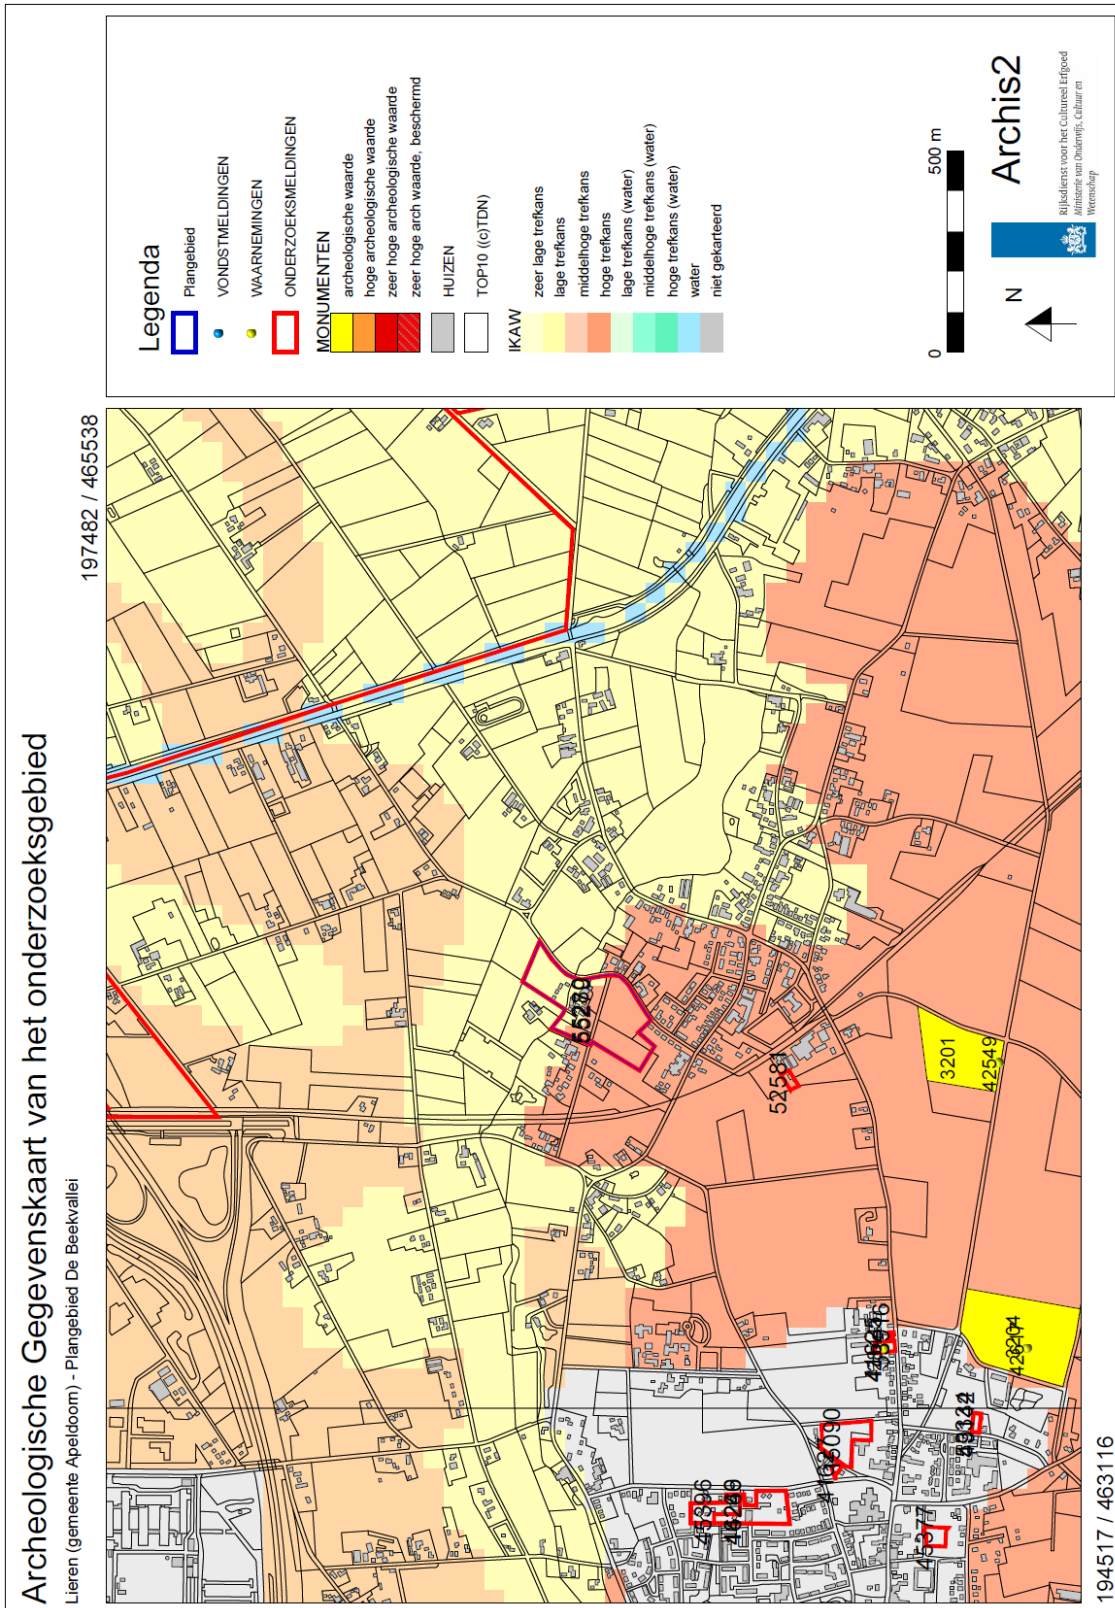 Archeologische Gegevenskaart van het onderzoeksgebied
Lieren (gemeente Apeldoorn) - Plangebied De Beekvallei
197482 / 465538
194517 / 463116
3201
42549
52581
41627
39090
45396
45377
Legenda
Plangebied
VONDSTMELDINGEN
WAARNEMINGEN
ONDERZOEKSMELDINGEN
MONUMENTEN
archeologische waarde
hoge archeologische waarde
zeer hoge archeologische waarde
zeer hoge arch waarde, beschermd
HUIZEN
TOP10 ((c)TDN)
IKAW
zeer lage trefkans
lage trefkans
middelhoge trefkans
hoge trefkans
lage trefkans (water)
middelhoge trefkans (water)
hoge trefkans (water)
water
niet gekarteerd
0
500 m
N
Archis2
Rijksdienst voor het Cultureel Erfgoed
Ministerie van Onderwijs, Cultuur en
Wetenschap